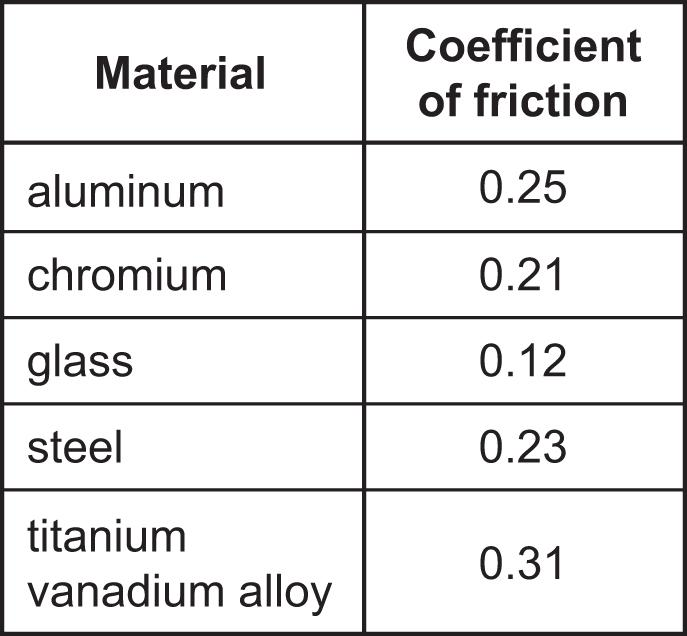 Material Coefficient
of friction
aluminum 0.25
chromium 0.21
glass 0.12
steel 0.23
titanium
vanadium alloy 0.31